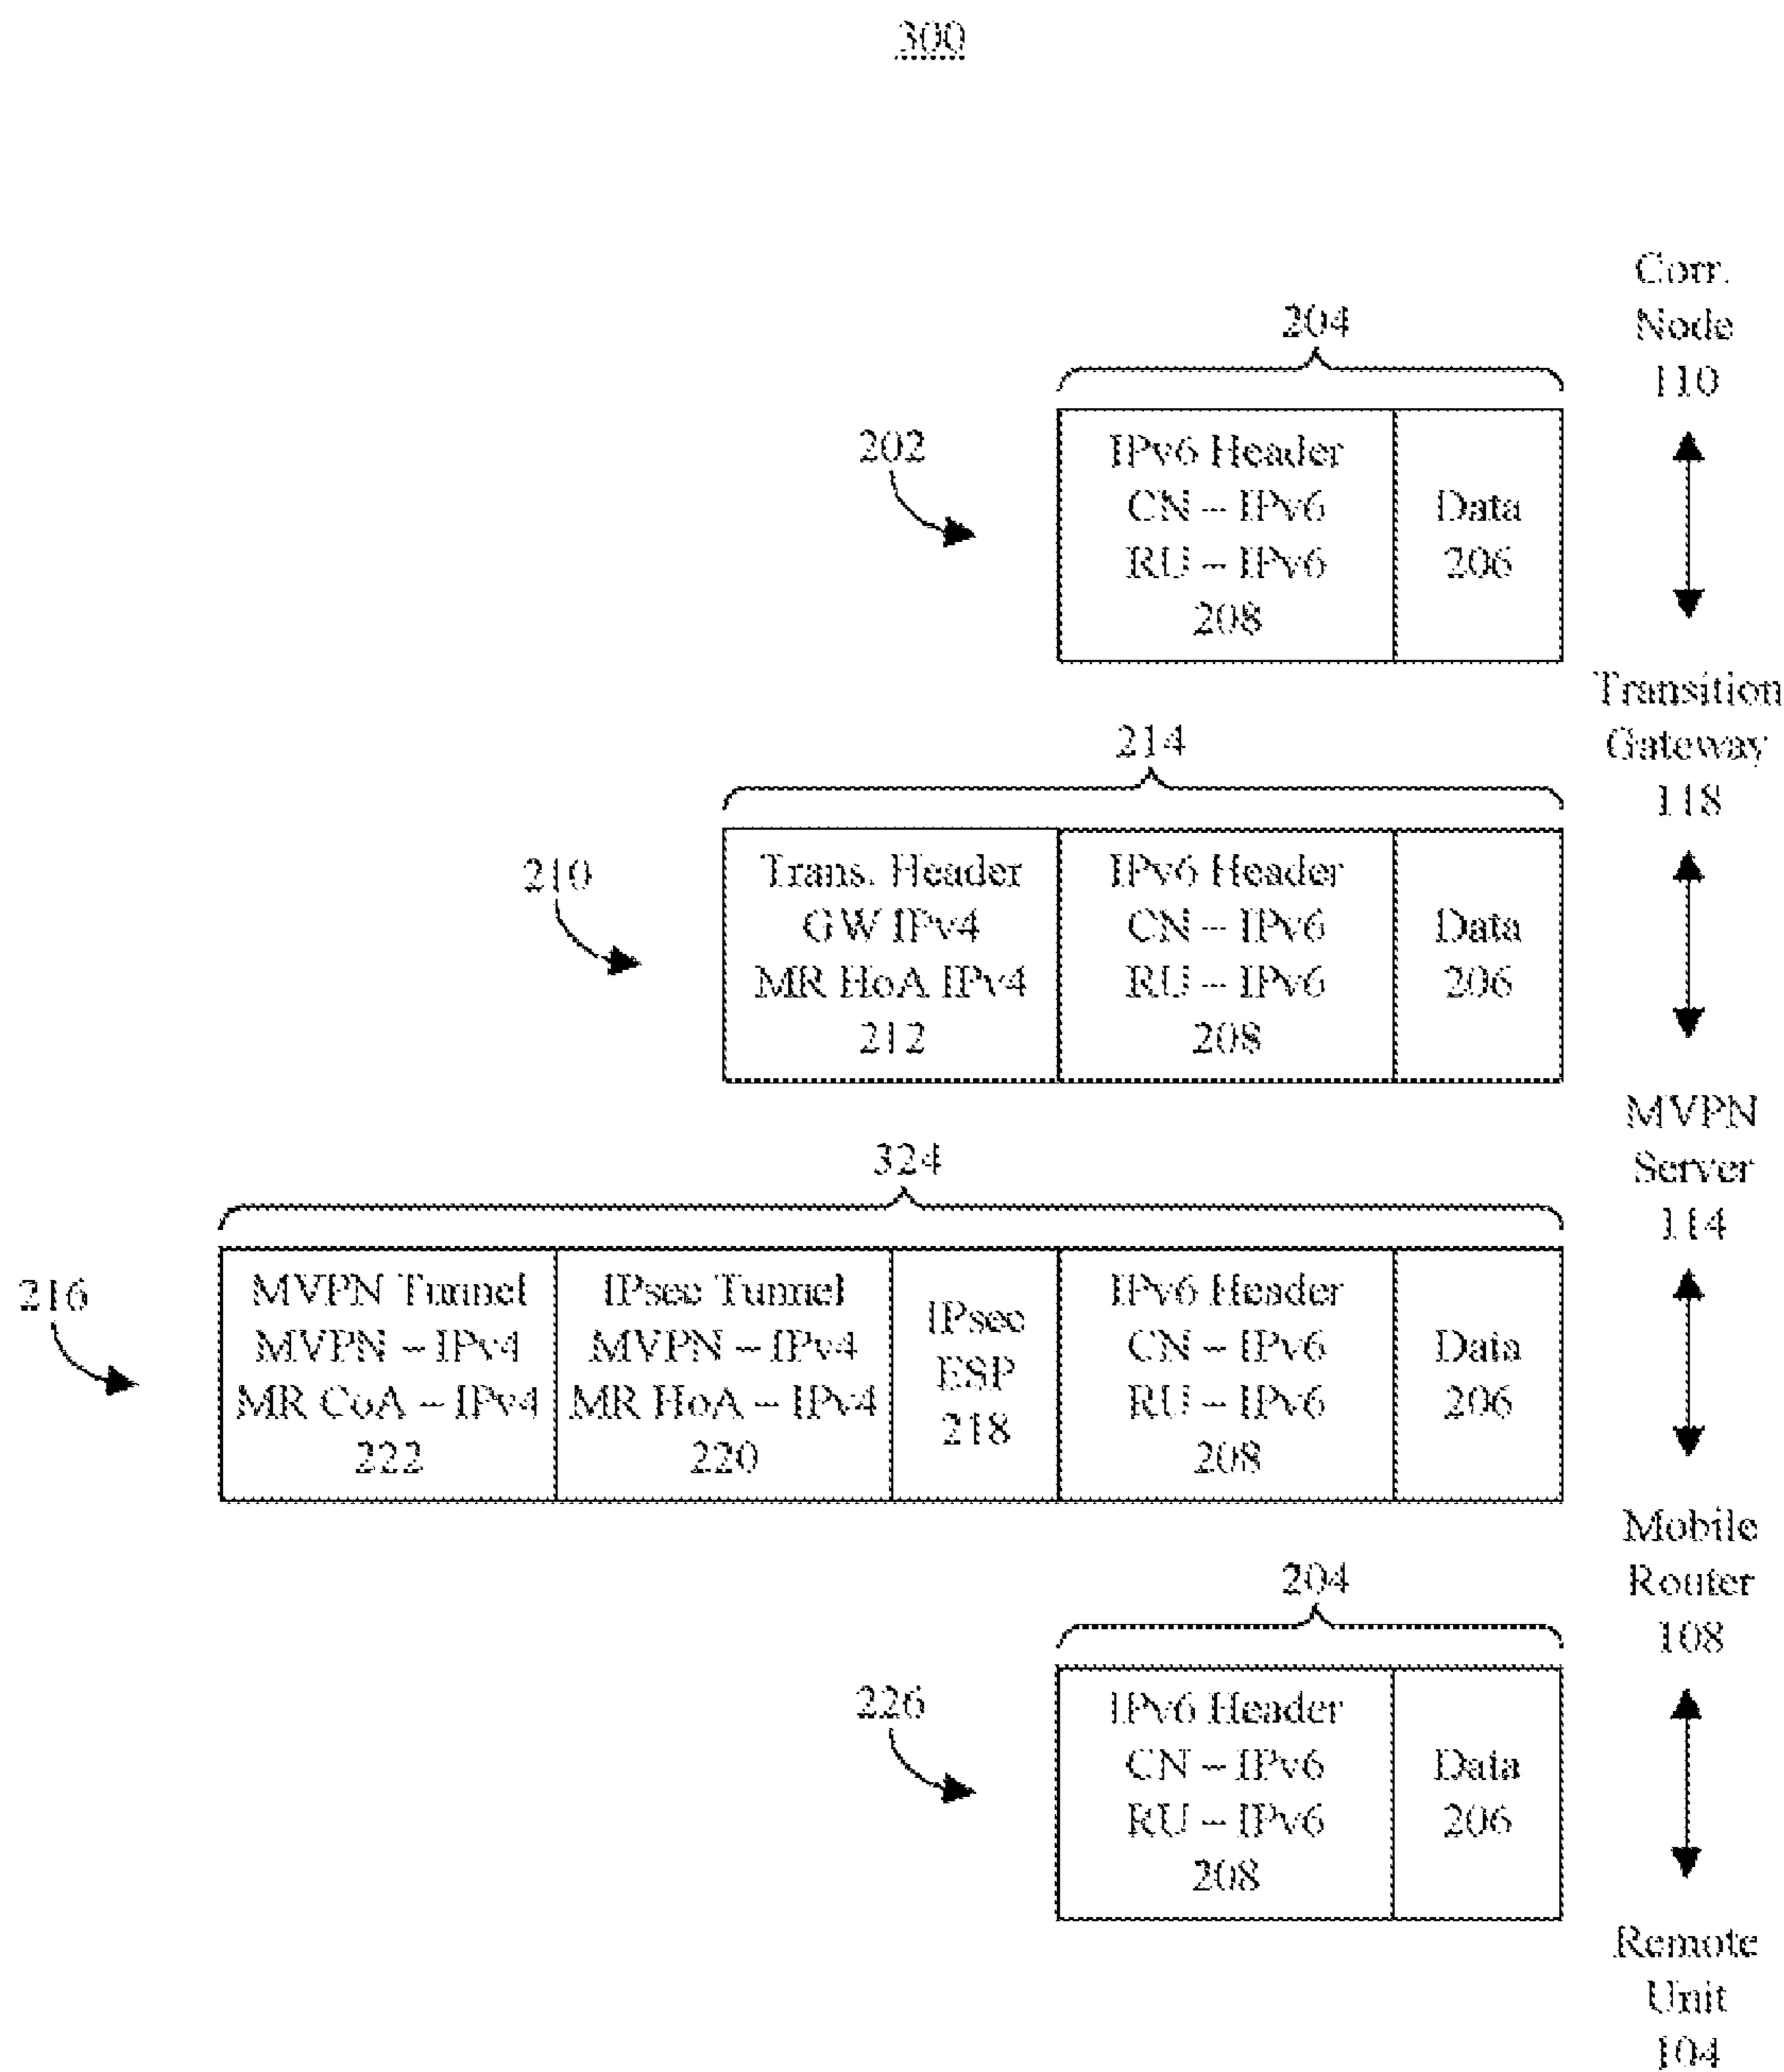 300
Corr.
Node
110
204
202
IPv6 Header
CN – IPv6
RU – IPv6
208
Data
206
Transition
Gateway
118
214
210
Trans. Header
GW IPv4
MR HoA IPv4
212
IPv6 Header
CN – IPv6
RU – IPv6
208
Data
206
MVPN
Server
114
324
216
MVPN Tunnel
MVPN – IPv4
MR CoA – IPv4
222
IPsec Tunnel
MVPN – IPv4
MR HoA – IPv4
220
IPsec
ESP
218
IPv6 Header
CN – IPv6
RU – IPv6
208
Data
206
Mobile
Router
108
204
226
IPv6 Header
CN – IPv6
RU – IPv6
208
Data
206
Remote
Unit
104